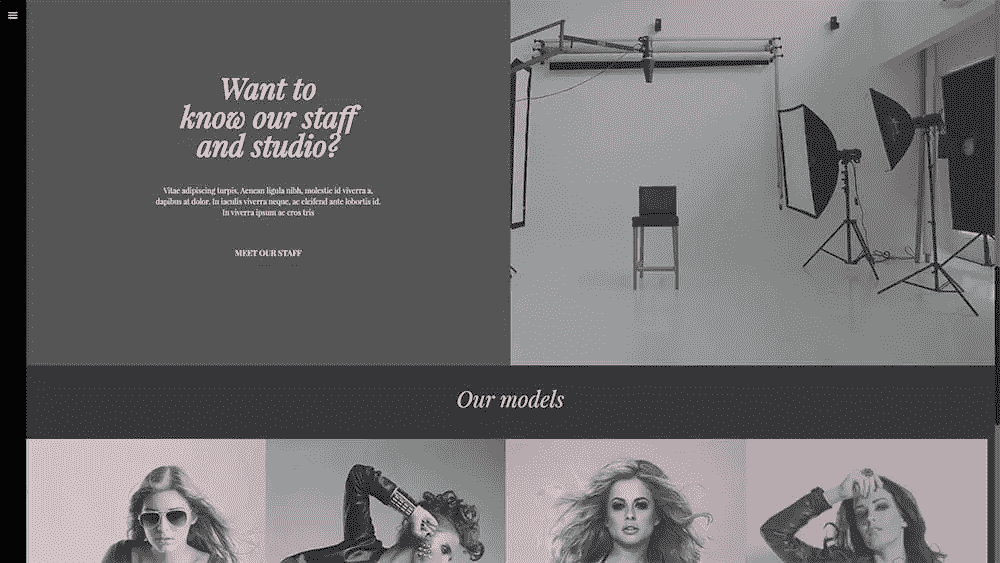 Want to
know our staff
and studio?
Vitae adipiscing turpis. Aenean ligula nibh, molestie id viverra a,
dapibus at dolor. In iaculis viverra neque, ac eleifend ante lobortis id.
In viverra ipsum ac cros tris
MEET OUR STAFF
Our models